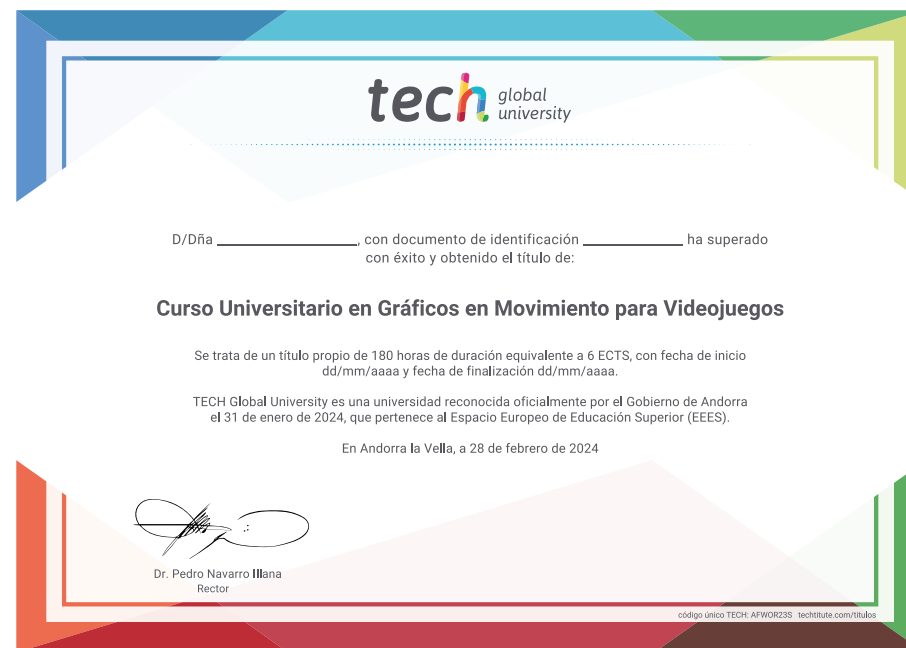 tech global
university
D/Dña ______________, con documento de identificación __________ ha superado
con éxito y obtenido el título de:
Curso Universitario en Gráficos en Movimiento para Videojuegos
Se trata de un título propio de 180 horas de duración equivalente a 6 ECTS, con fecha de inicio
dd/mm/aaaa y fecha de finalización dd/mm/aaaa.
TECH Global University es una universidad reconocida oficialmente por el Gobierno de Andorra
el 31 de enero de 2024, que pertenece al Espacio Europeo de Educación Superior (EEES).
En Andorra la Vella, a 28 de febrero de 2024
Dr. Pedro Navarro Illana
Rector
código único TECH: AFWOR23S techtitute.com/titulos